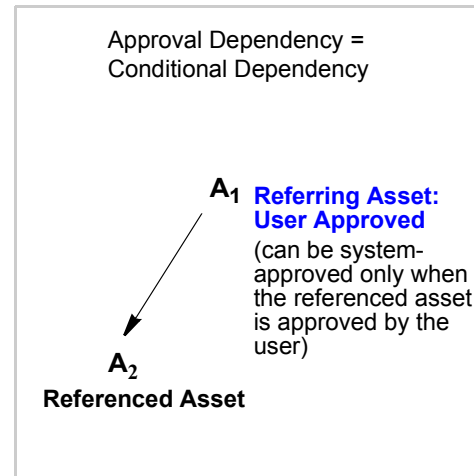 Approval Dependency =
Conditional Dependency
A1 Referring Asset:
User Approved
(can be system-
approved only when
the referenced asset
is approved by the
user)
A2
Referenced Asset